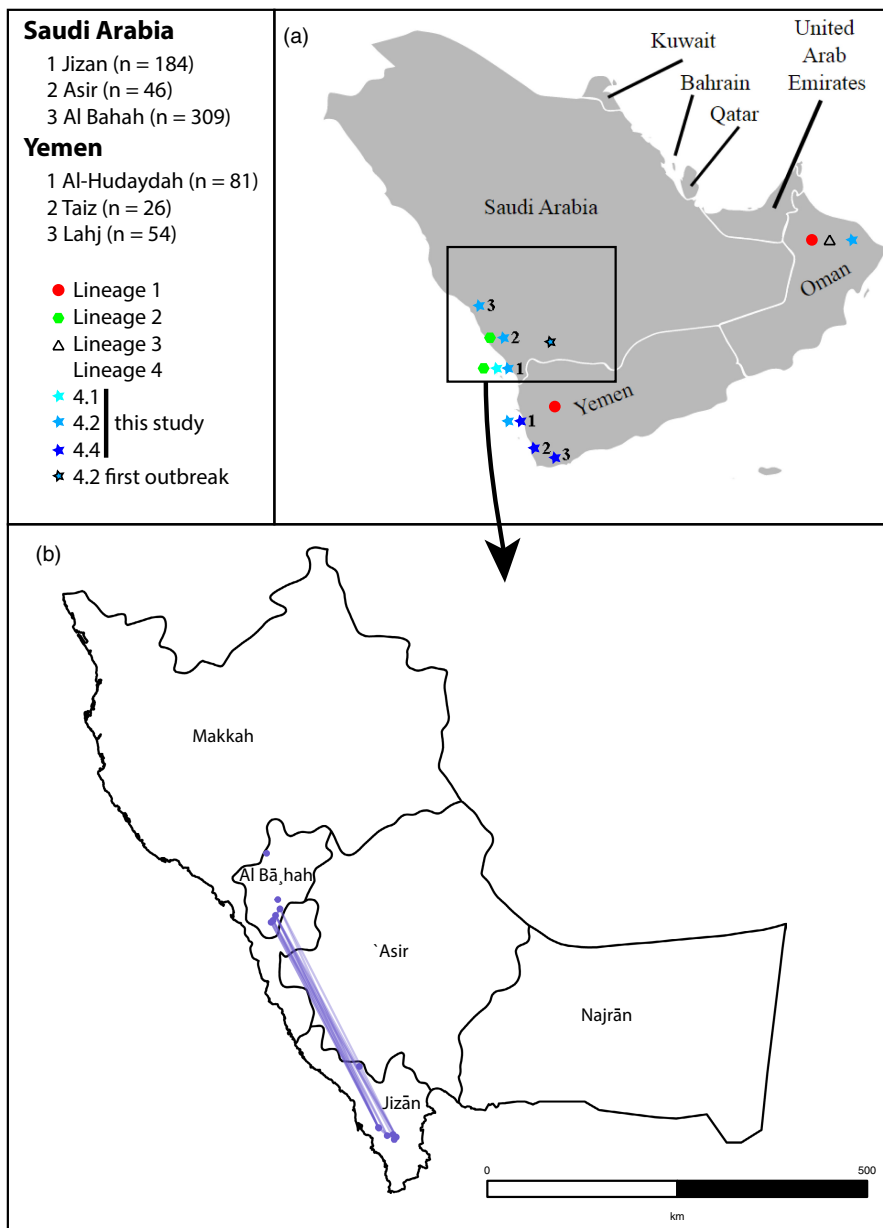 Saudi Arabia
1 Jizan (n = 184)
2 Asir (n = 46)
3 Al Bahah (n = 309)
Yemen
1 Al-Hudaydah (n = 81)
2 Taiz (n = 26)
3 Lahj (n = 54)
Lineage 1
Lineage 2
Lineage 3
Lineage 4
4.1
4.2
this study
4.4
4.2 first outbreak
(a)
Kuwait
Bahrain
Qatar
United
Arab
Emirates
Saudi Arabia
Oman
3
2
1
Yemen
1
2
3
(b)
Makkah
Al Bā¸hah
`Asir
Najrān
Jizān
0
500
km